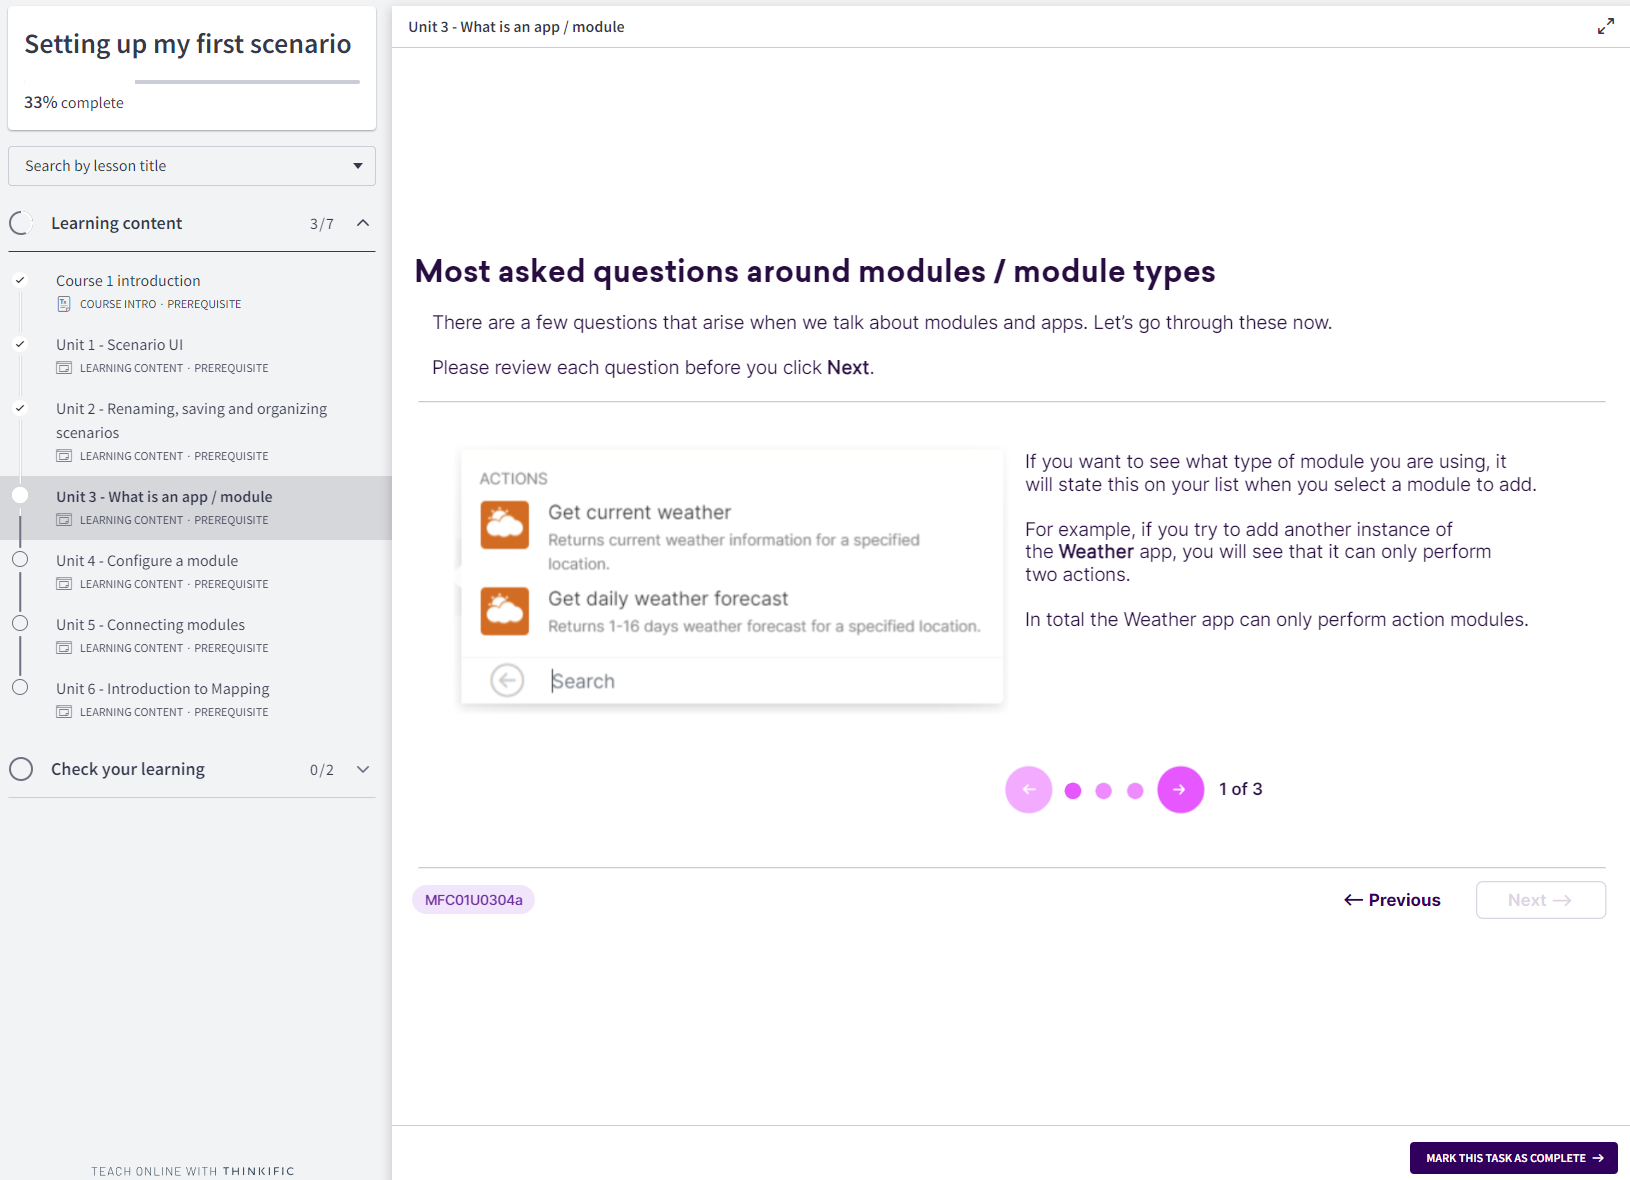 Setting up my first scenario
33% complete
Search by lesson title
Learning content 3/7
Course 1 introduction
COURSE INTRO · PREREQUISITE
Unit 1 - Scenario UI
LEARNING CONTENT · PREREQUISITE
Unit 2 - Renaming, saving and organizing
scenarios
LEARNING CONTENT · PREREQUISITE
Unit 3 - What is an app / module
LEARNING CONTENT · PREREQUISITE
Unit 4 - Configure a module
LEARNING CONTENT · PREREQUISITE
Unit 5 - Connecting modules
LEARNING CONTENT · PREREQUISITE
Unit 6 - Introduction to Mapping
LEARNING CONTENT · PREREQUISITE
Check your learning 0/2
TEACH ONLINE WITH THINKIFIC
Unit 3 - What is an app / module
Most asked questions around modules / module types
There are a few questions that arise when we talk about modules and apps. Let's go through these now.
Please review each question before you click Next.
ACTIONS
Get current weather
Returns current weather information for a specified
location.
Get daily weather forecast
Returns 1-16 days weather forecast for a specified location.
Search
If you want to see what type of module you are using, it
will state this on your list when you select a module to add.
For example, if you try to add another instance of
the Weather app, you will see that it can only perform
two actions.
In total the Weather app can only perform action modules.
← → 1 of 3
MFC01U0304a
← Previous
Next →
MARK THIS TASK AS COMPLETE →